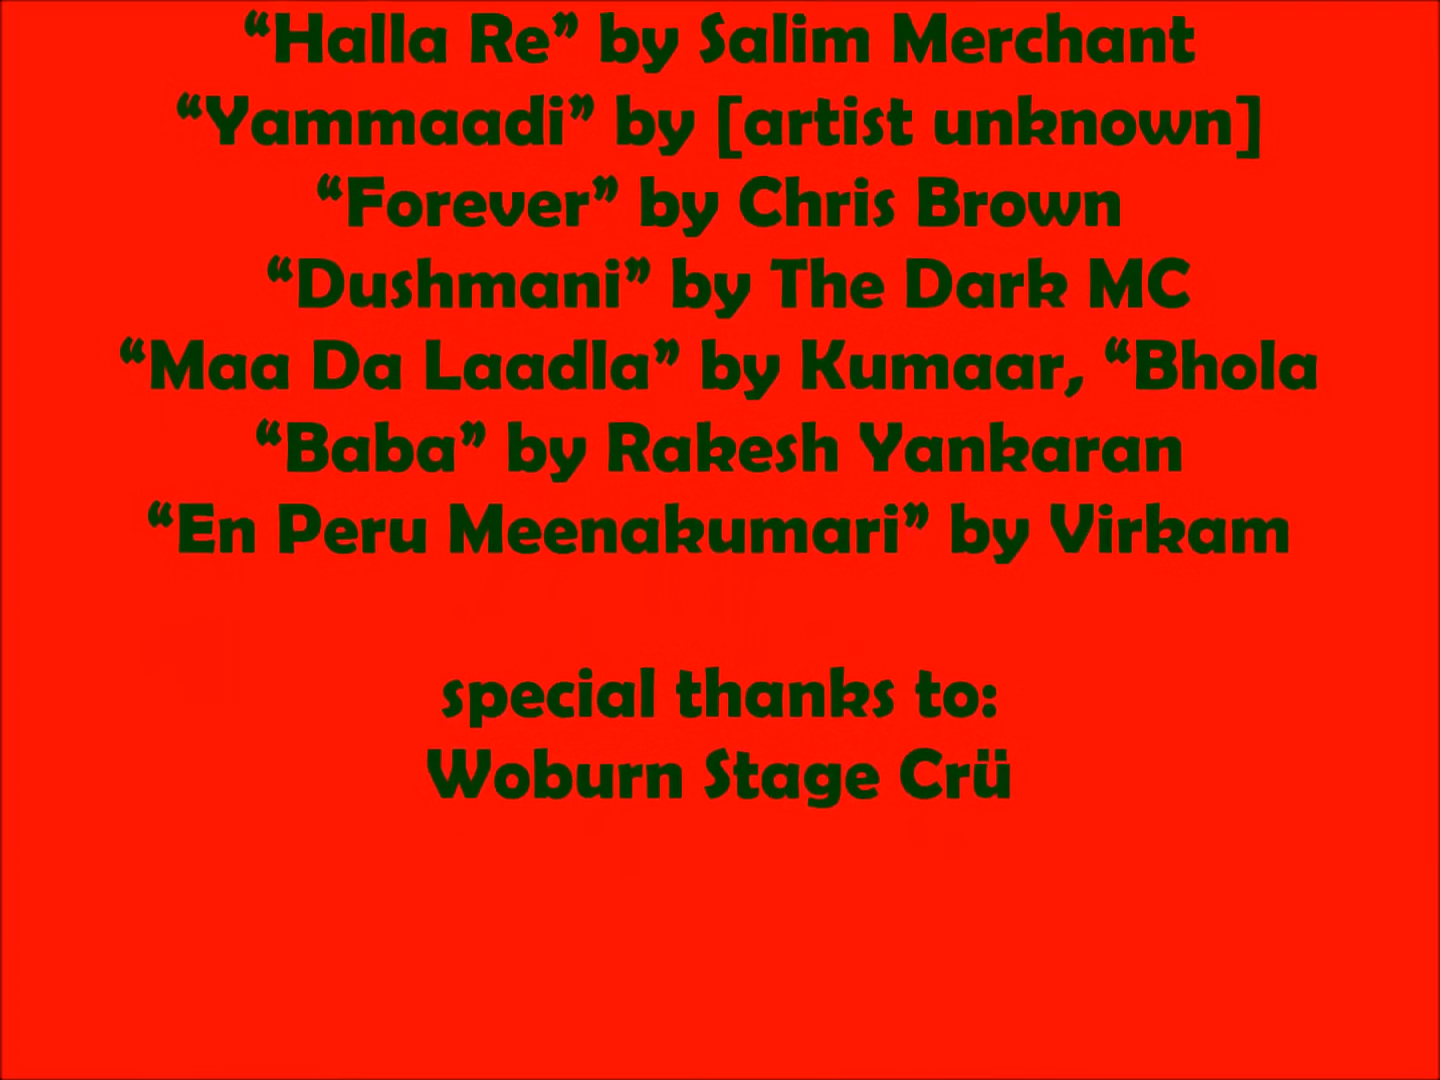 “Halla Re” by Salim Merchant
“Yammaadi” by [artist unknown]
“Forever” by Chris Brown
“Dushmani” by The Dark MC
“Maa Da Laadla” by Kumaar, “Bhola
“Baba” by Rakesh Yankaran
“En Peru Meenakumari” by Virkam
special thanks to:
Woburn Stage Crü